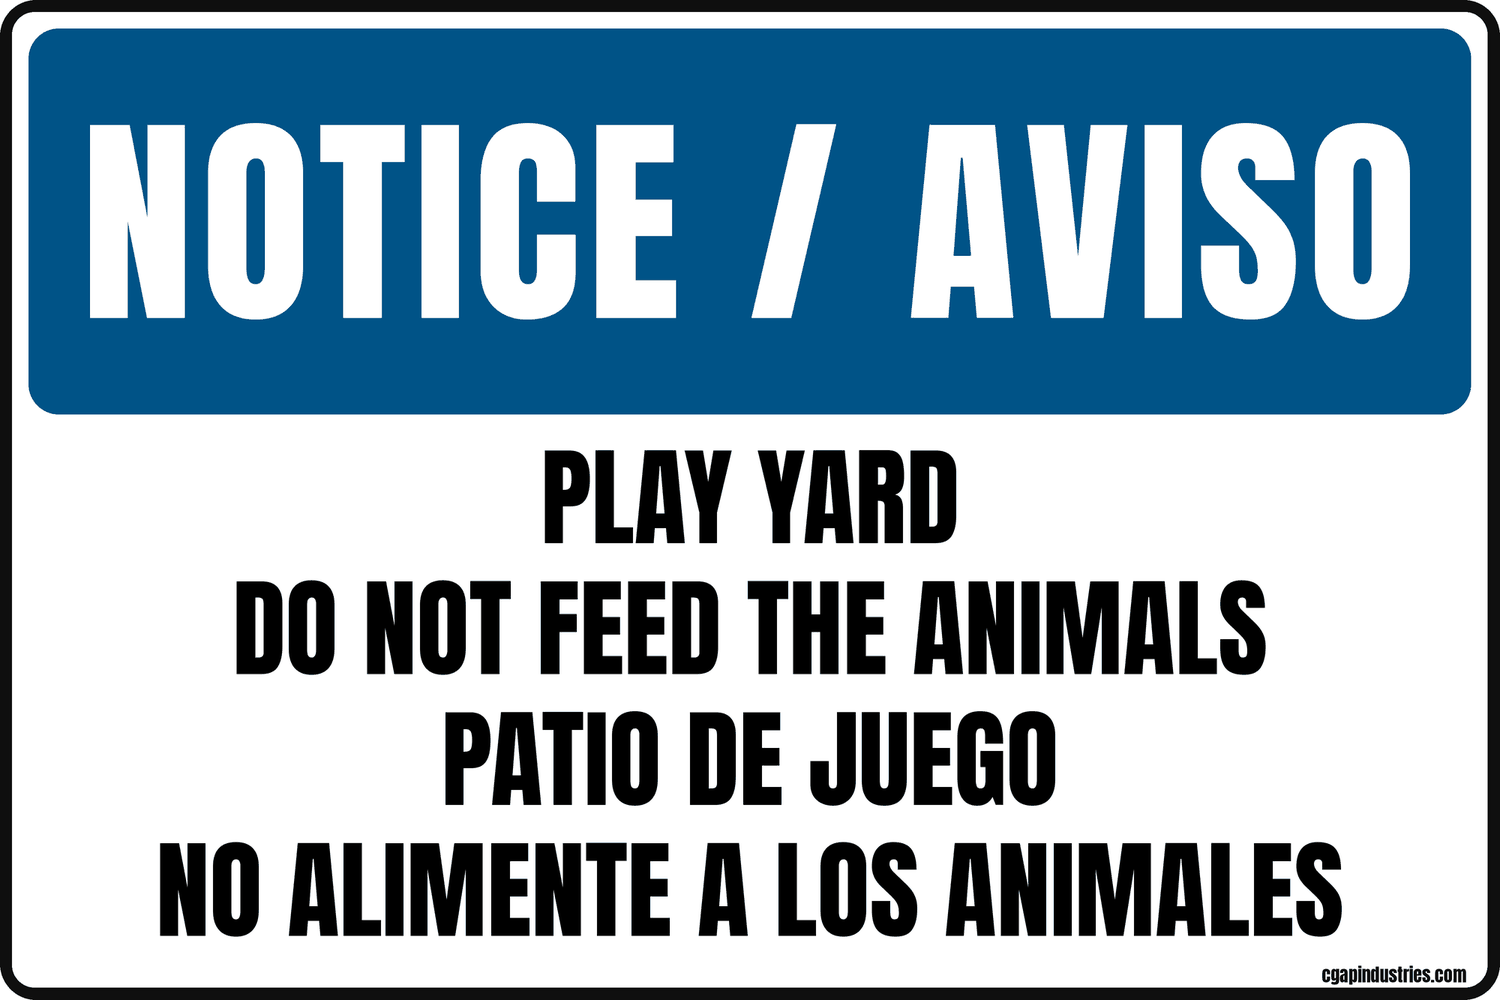 NOTICE / AVISO
PLAY YARD
DO NOT FEED THE ANIMALS
PATIO DE JUEGO
NO ALIMENTE A LOS ANIMALES
cgapindustries.com